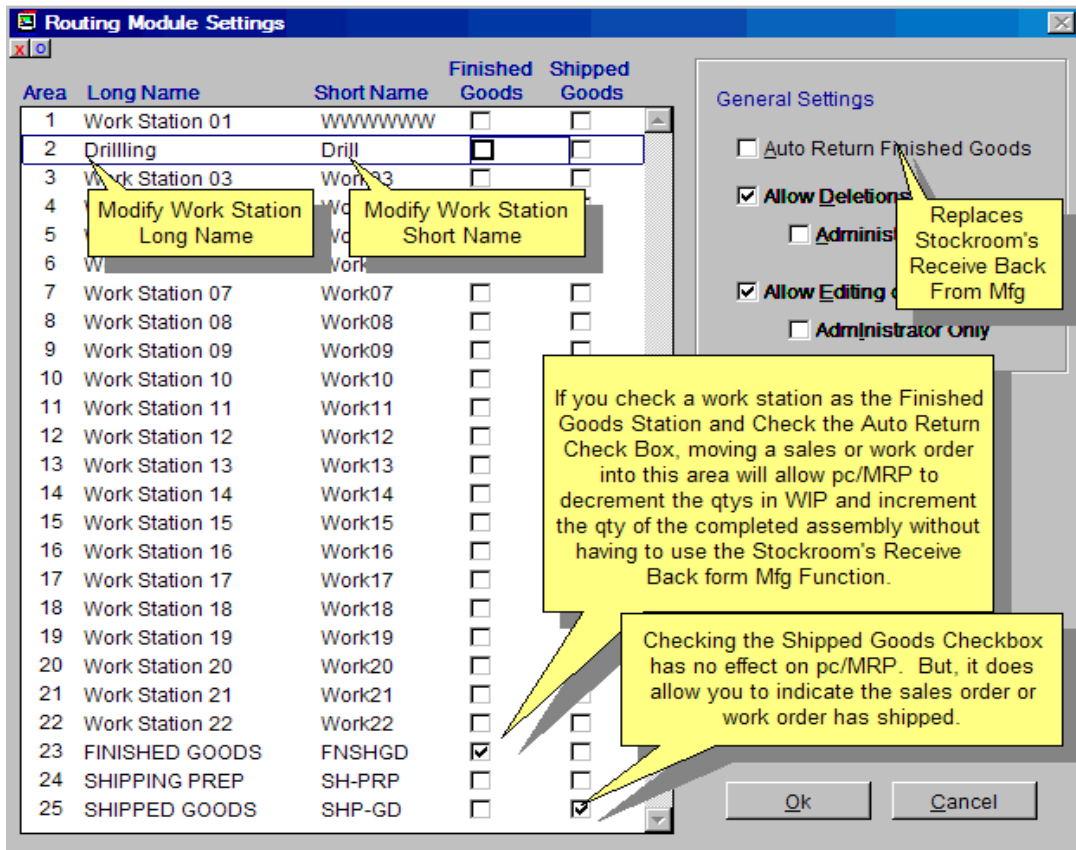 Routing Module Settings
X O
Finished Shipped
Area Long Name Short Name Goods Goods
1 Work Station 01 WWWWWWW
2 Drillling Drill
3 Work Station 03
4
5
6
7 Work Station 07 Work07
8 Work Station 08 Work08
9 Work Station 09 Work09
10 Work Station 10 Work10
11 Work Station 11 Work11
12 Work Station 12 Work12
13 Work Station 13 Work13
14 Work Station 14 Work14
15 Work Station 15 Work15
16 Work Station 16 Work16
17 Work Station 17 Work17
18 Work Station 18 Work18
19 Work Station 19 Work19
20 Work Station 20 Work20
21 Work Station 21 Work21
22 Work Station 22 Work22
23 FINISHED GOODS FNSHGD
24 SHIPPING PREP SH-PRP
25 SHIPPED GOODS SHP-GD
Modify Work Station
Long Name
Modify Work Station
Short Name
General Settings
Auto Return Finished Goods
Allow Deletions
Allow Editing
Administrator Only
Replaces
Stockroom's
Receive Back
From Mfg
If you check a work station as the Finished
Goods Station and Check the Auto Return
Check Box, moving a sales or work order
into this area will allow pc/MRP to
decrement the qtys in WIP and increment
the qty of the completed assembly without
having to use the Stockroom's Receive
Back form Mfg Function.
Checking the Shipped Goods Checkbox
has no effect on pc/MRP. But, it does
allow you to indicate the sales order or
work order has shipped.
Ok Cancel